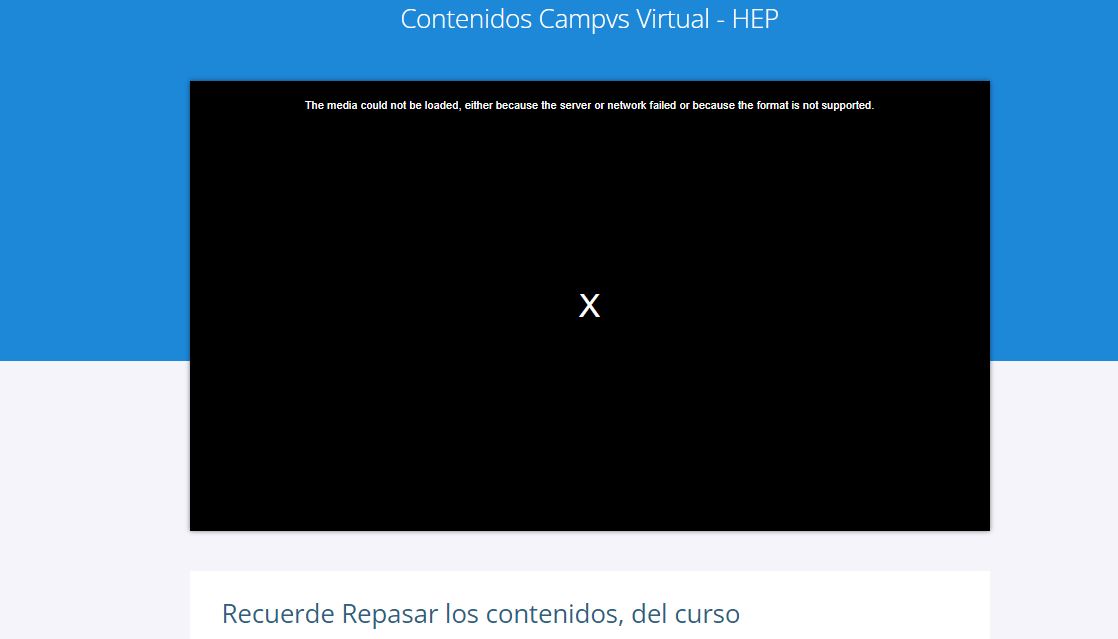 Contenidos Campvs Virtual - HEP
The media could not be loaded, either because the server or network failed or because the format is not supported.
X
Recuerde Repasar los contenidos, del curso